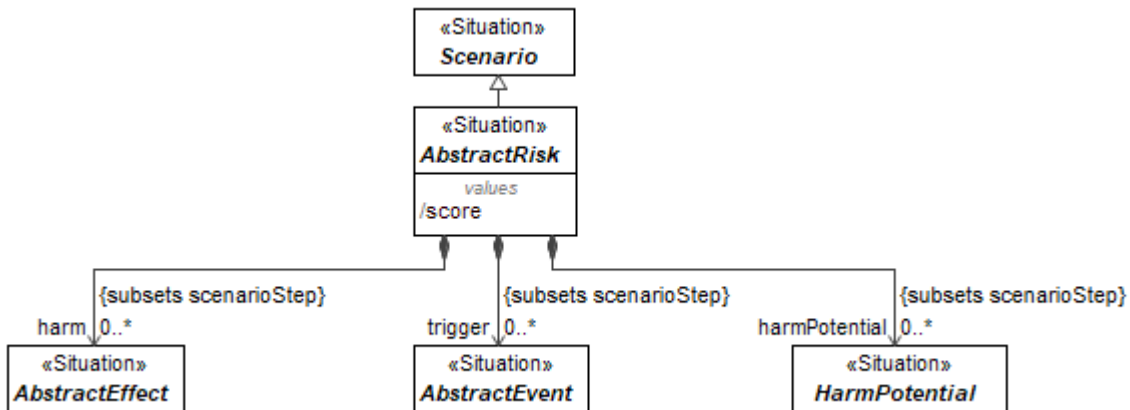 «Situation»
Scenario
«Situation»
AbstractRisk
values
/score
{subsets scenarioStep} {subsets scenarioStep} {subsets scenarioStep}
harm 0..* trigger 0..* harmPotential 0..*
«Situation» «Situation» «Situation»
AbstractEffect AbstractEvent HarmPotential